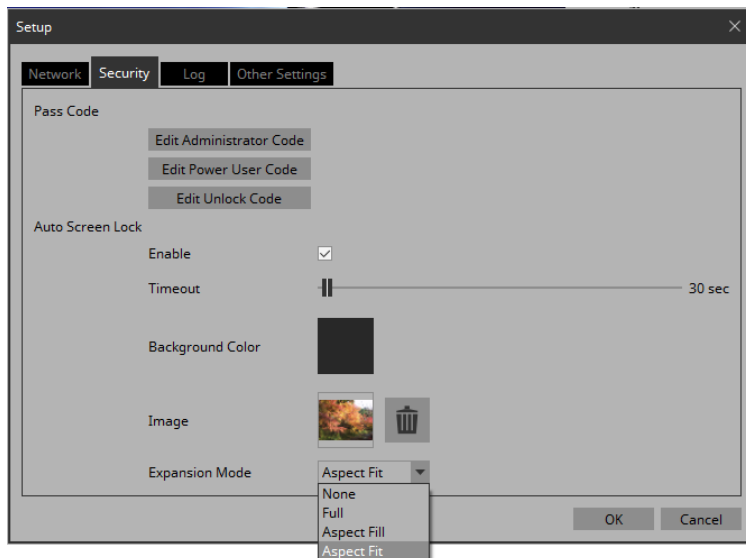 Setup
Network Security Log Other Settings
Pass Code
Edit Administrator Code
Edit Power User Code
Edit Unlock Code
Auto Screen Lock
Enable
Timeout 30 sec
Background Color
Image
Expansion Mode Aspect Fit
None
Full
Aspect Fill
Aspect Fit
OK Cancel